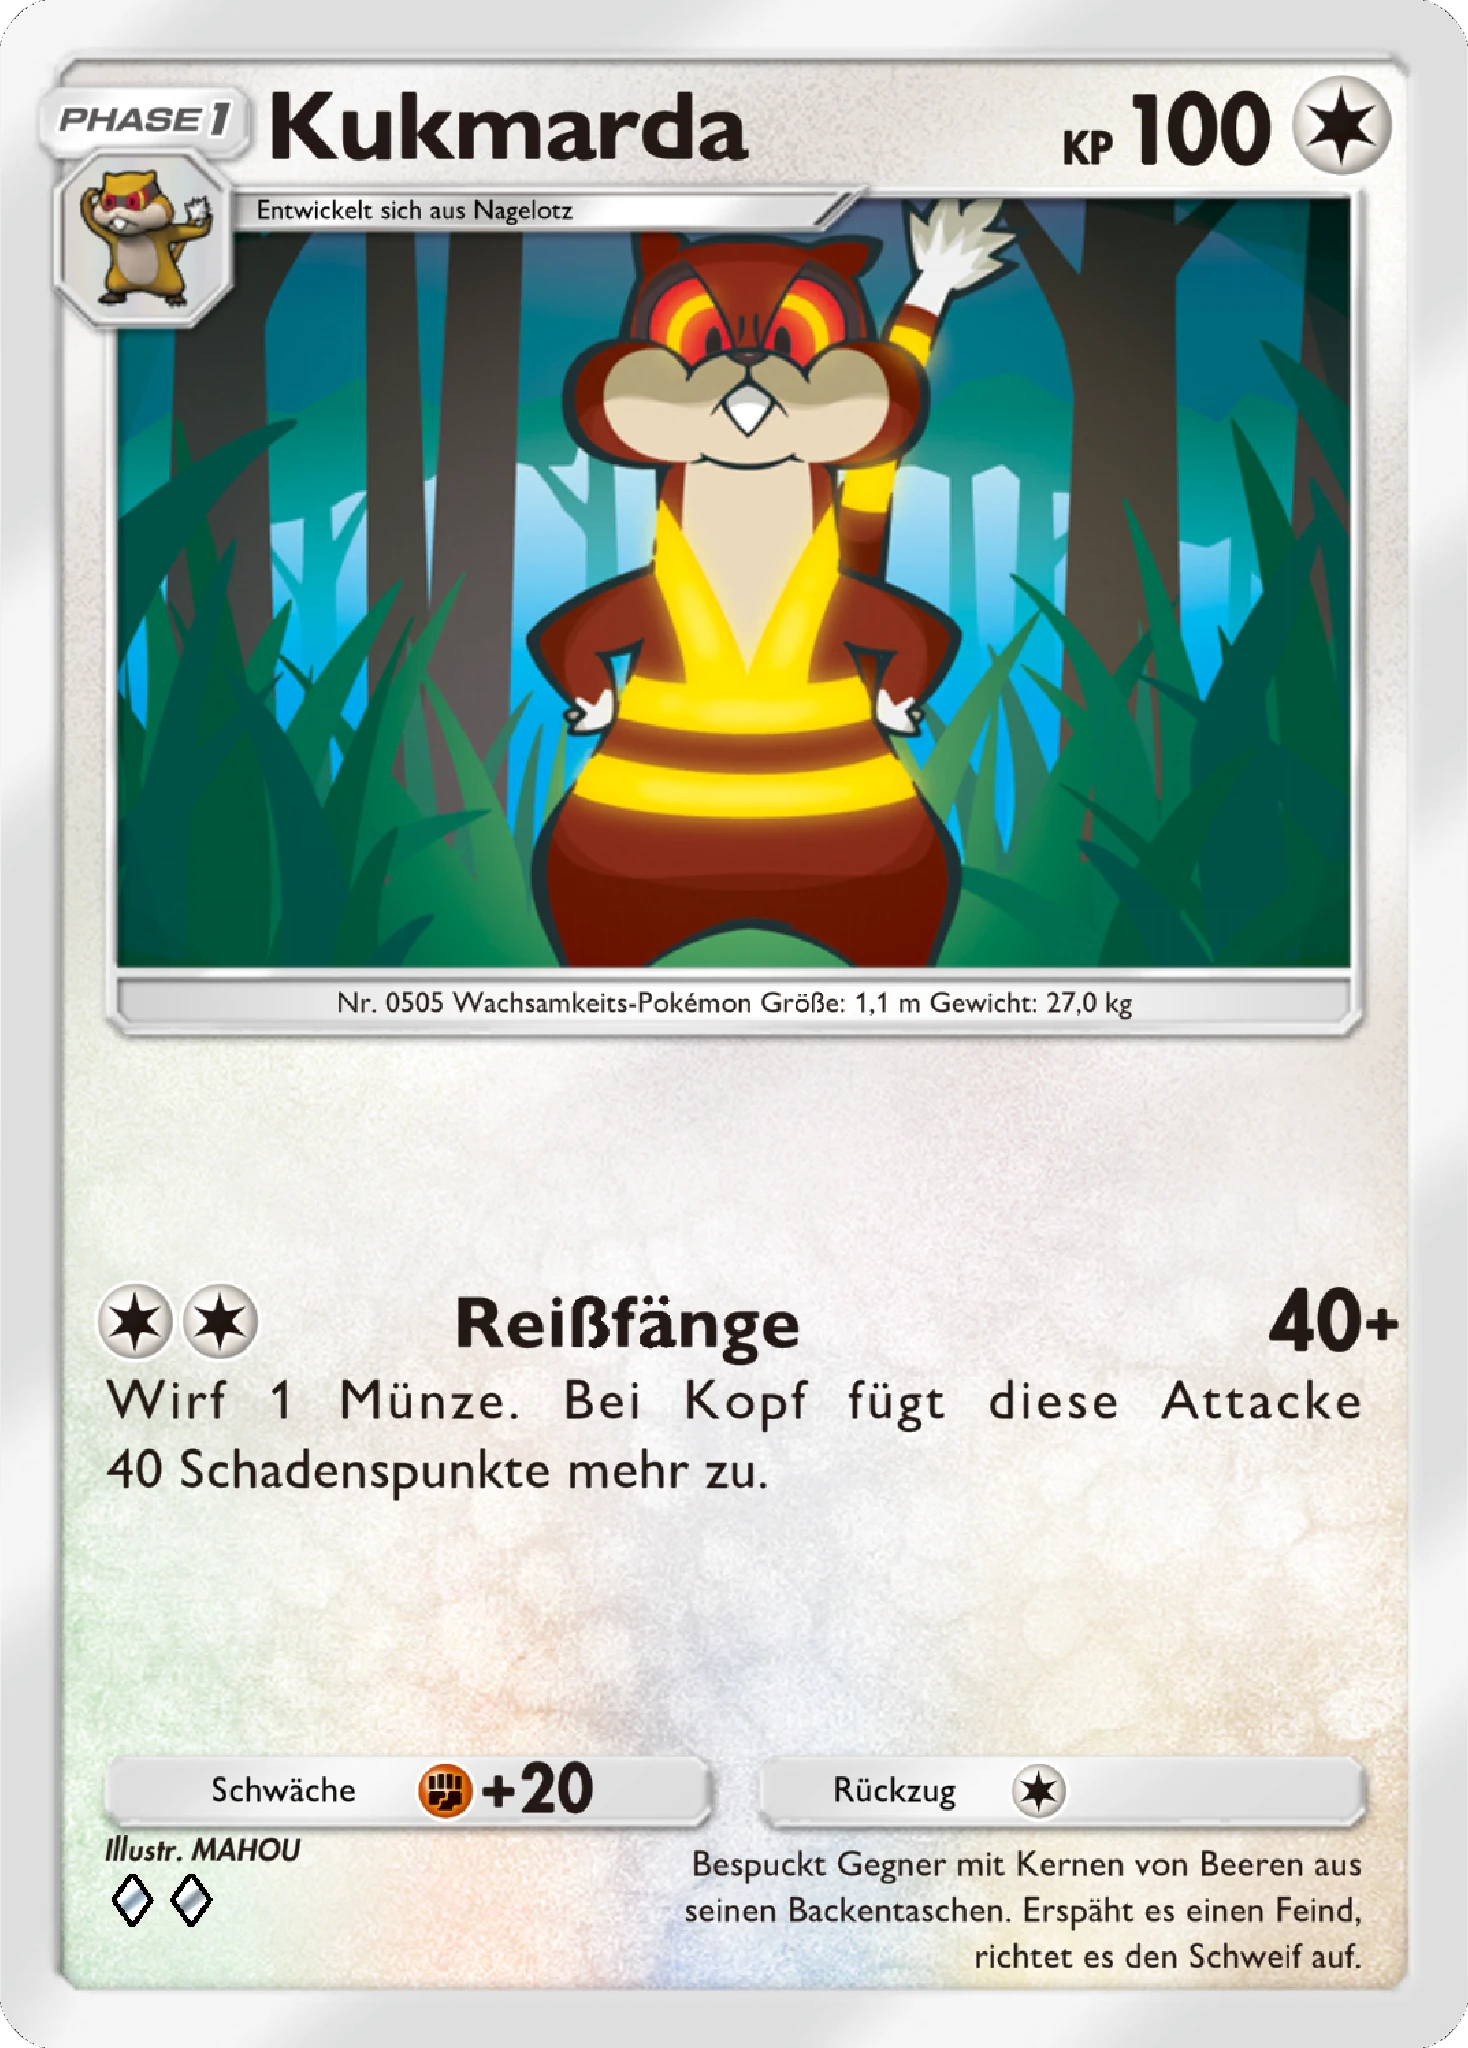 PHASE 1
Kukmarda
KP 100
Entwickelt sich aus Nagelotz
Nr. 0505 Wachsamkeits-Pokémon Größe: 1,1 m Gewicht: 27,0 kg
Reißfänge 40+
Wirf 1 Münze. Bei Kopf fügt diese Attacke
40 Schadenspunkte mehr zu.
Schwäche +20
Rückzug
Illustr. MAHOU
Bespuckt Gegner mit Kernen von Beeren aus
seinen Backentaschen. Erspäht es einen Feind,
richtet es den Schweif auf.